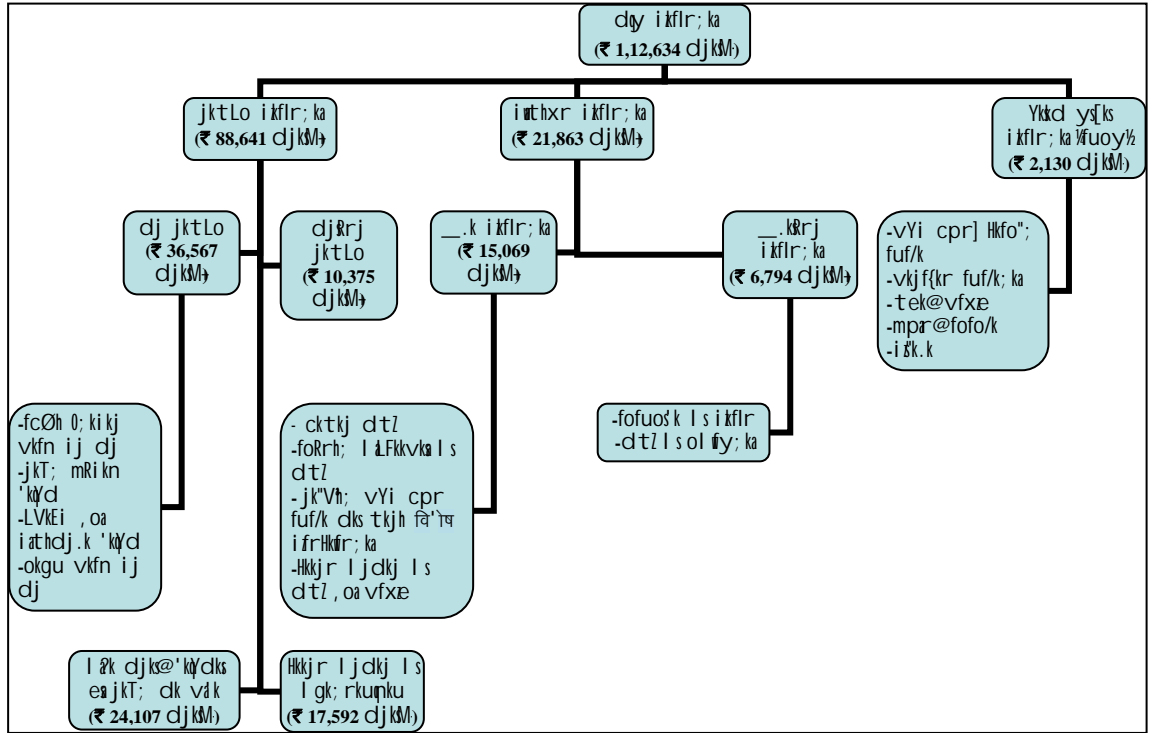 dqy izkfIr;ka
(₹ 1,12,634 djksM+)
jktLo izkfIr;ka
(₹ 88,641 djksM+)
iwathxr izkfIr;ka
(₹ 21,863 djksM+)
Yksd ys[ks
izkfIr;ka ¼fuoy½
(₹ 2,130 djksM+)
dj jktLo
(₹ 36,567
djksM+)
djsRrj
jktLo
(₹ 10,375
djksM+)
__.k izkfIr;ka
(₹ 15,069
djksM+)
__.ksRrj
izkfIr;ka
(₹ 6,794 djksM+)
-vYi cpr] Hkfo";
fuf/k
-vkjf{kr fuf/k;ka
-tek@vfxze
-mpar@fofo/k
-izs"k.k
-fcØh O;kikj
vkfn ij dj
-jkT; mRikn
'kqYd
-LVkEi ,oa
iathdj.k 'kqYd
-okgu vkfn ij
dj
- cktkj dtZ
-foRrh; laLFkkvksa ls
dtZ
-jk"Vªh; vYi cpr
fuf/k dks tkjh वि'ोष
izfrHkwfr;ka
-Hkkjr ljdkj ls
dtZ ,oa vfxze
-fofuos'k ls izkfIr
-dtZ ls olwfy;ka
la?k djks@'kqYdks
esa jkT; dk va'k
(₹ 24,107 djksM+)
Hkkjr ljdkj ls
lgk;rkuqnku
(₹ 17,592 djksM+)